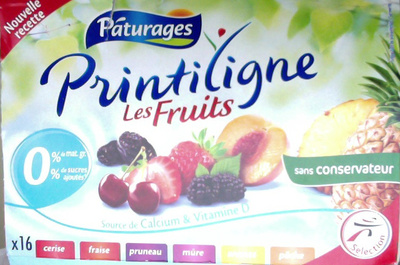 Nouvelle
recette
Pâturages
Printiligne
Les Fruits
0% mat. gr.
% de sucres
ajoutés
sans conservateur
Source de Calcium & Vitamine D
x16
cerise
fraise
pruneau
mûre
pêche
Sélection